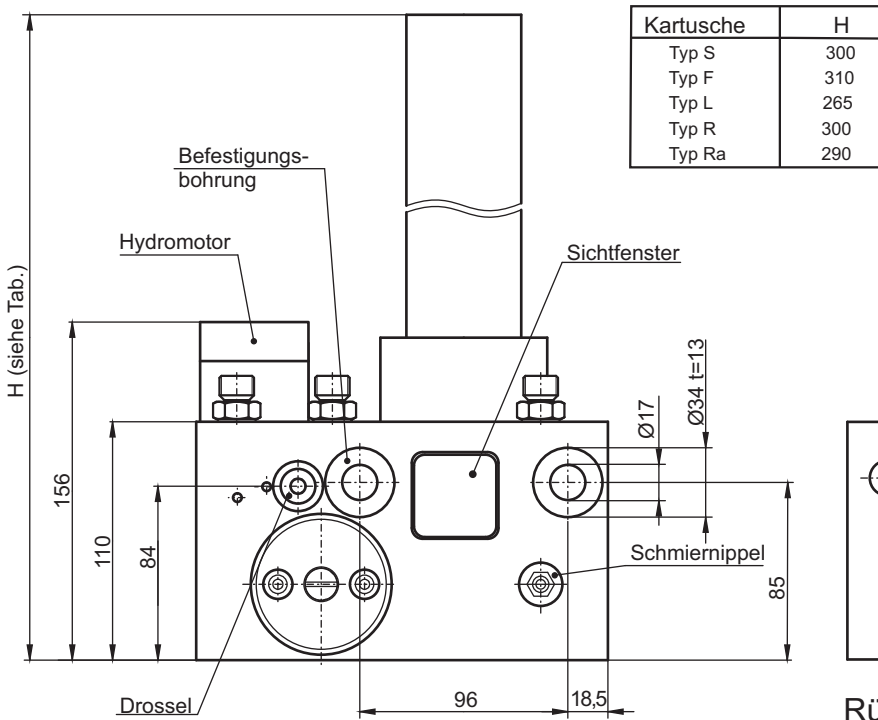 Kartusche H
Typ S 300
Typ F 310
Typ L 265
Typ R 300
Typ Ra 290
Befestigungs-
bohrung
Hydromotor
Sichtfenster
H (siehe Tab.)
Ø17
Ø34 t=13
156
110
84
85
Schmiernippel
Drossel
96
18,5
Rü